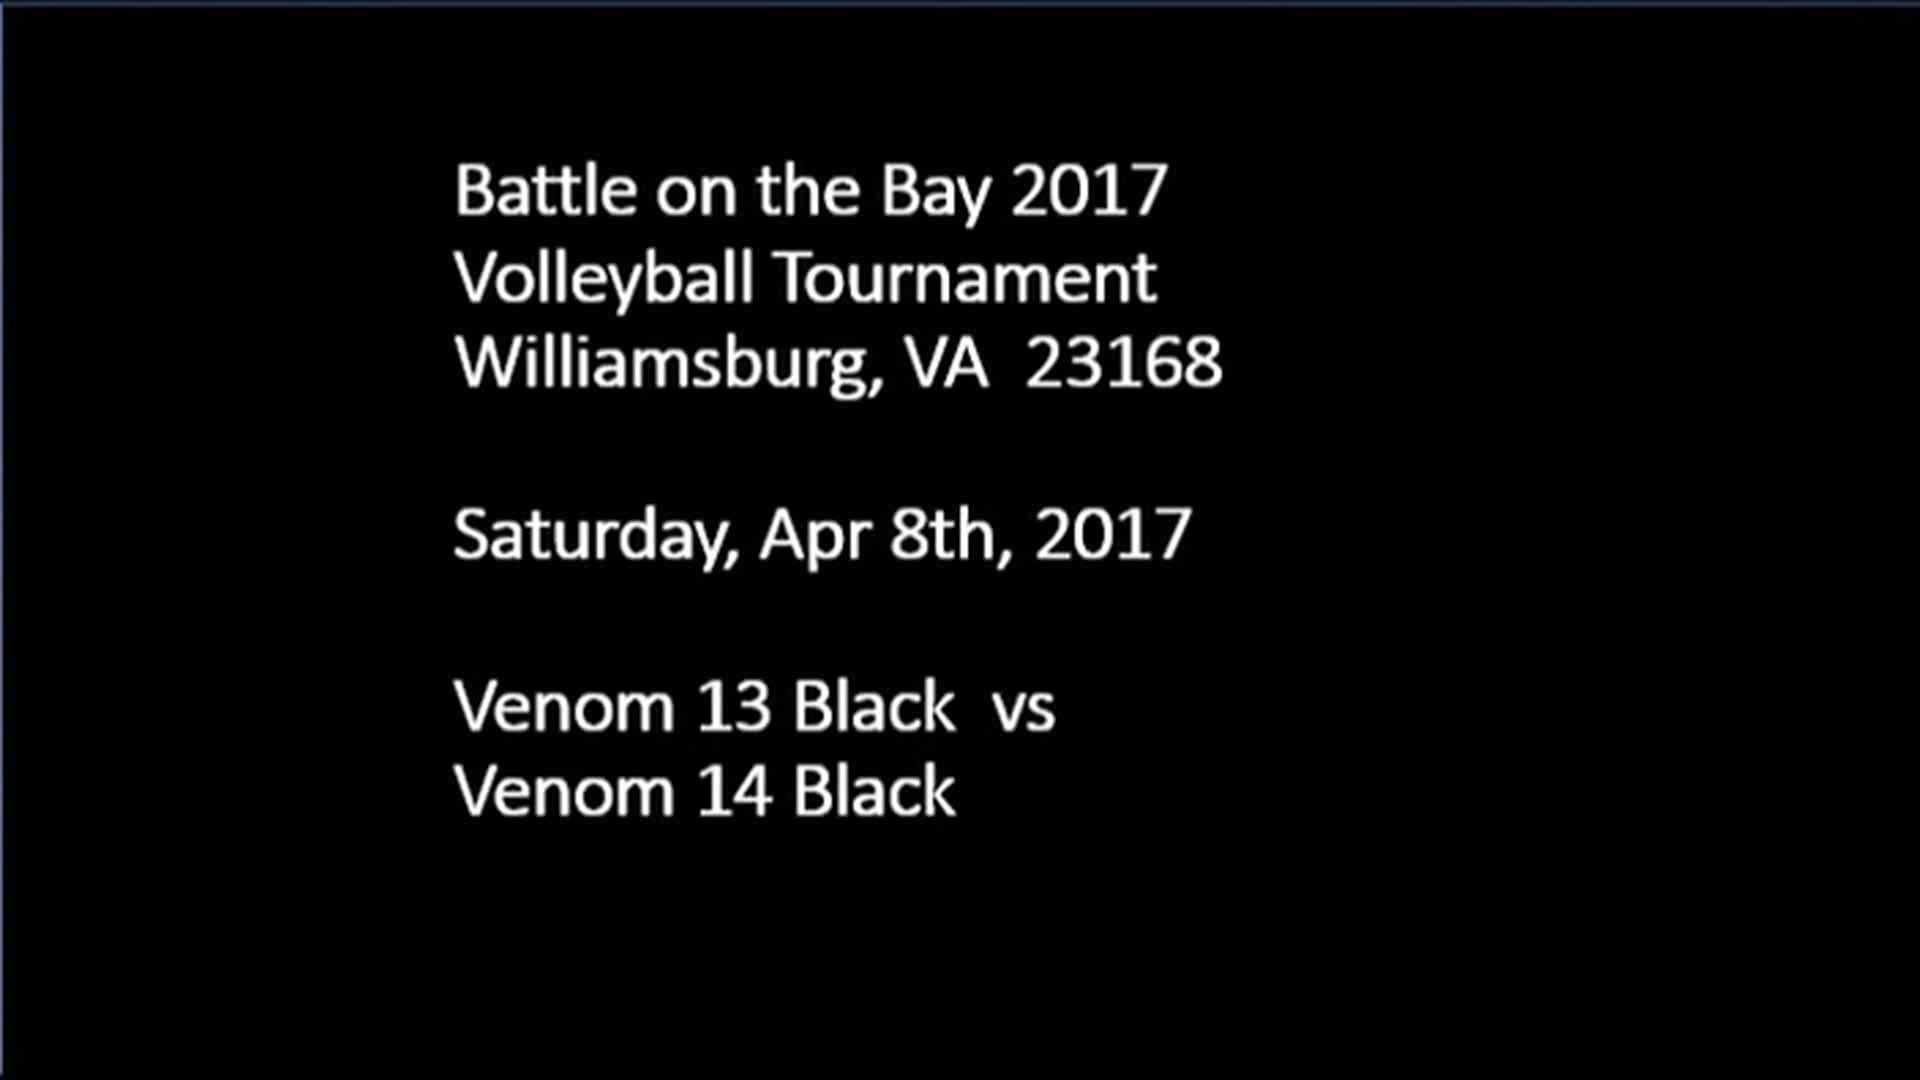 Battle on the Bay 2017
Volleyball Tournament
Williamsburg, VA  23168
Saturday, Apr 8th, 2017
Venom 13 Black  vs
Venom 14 Black